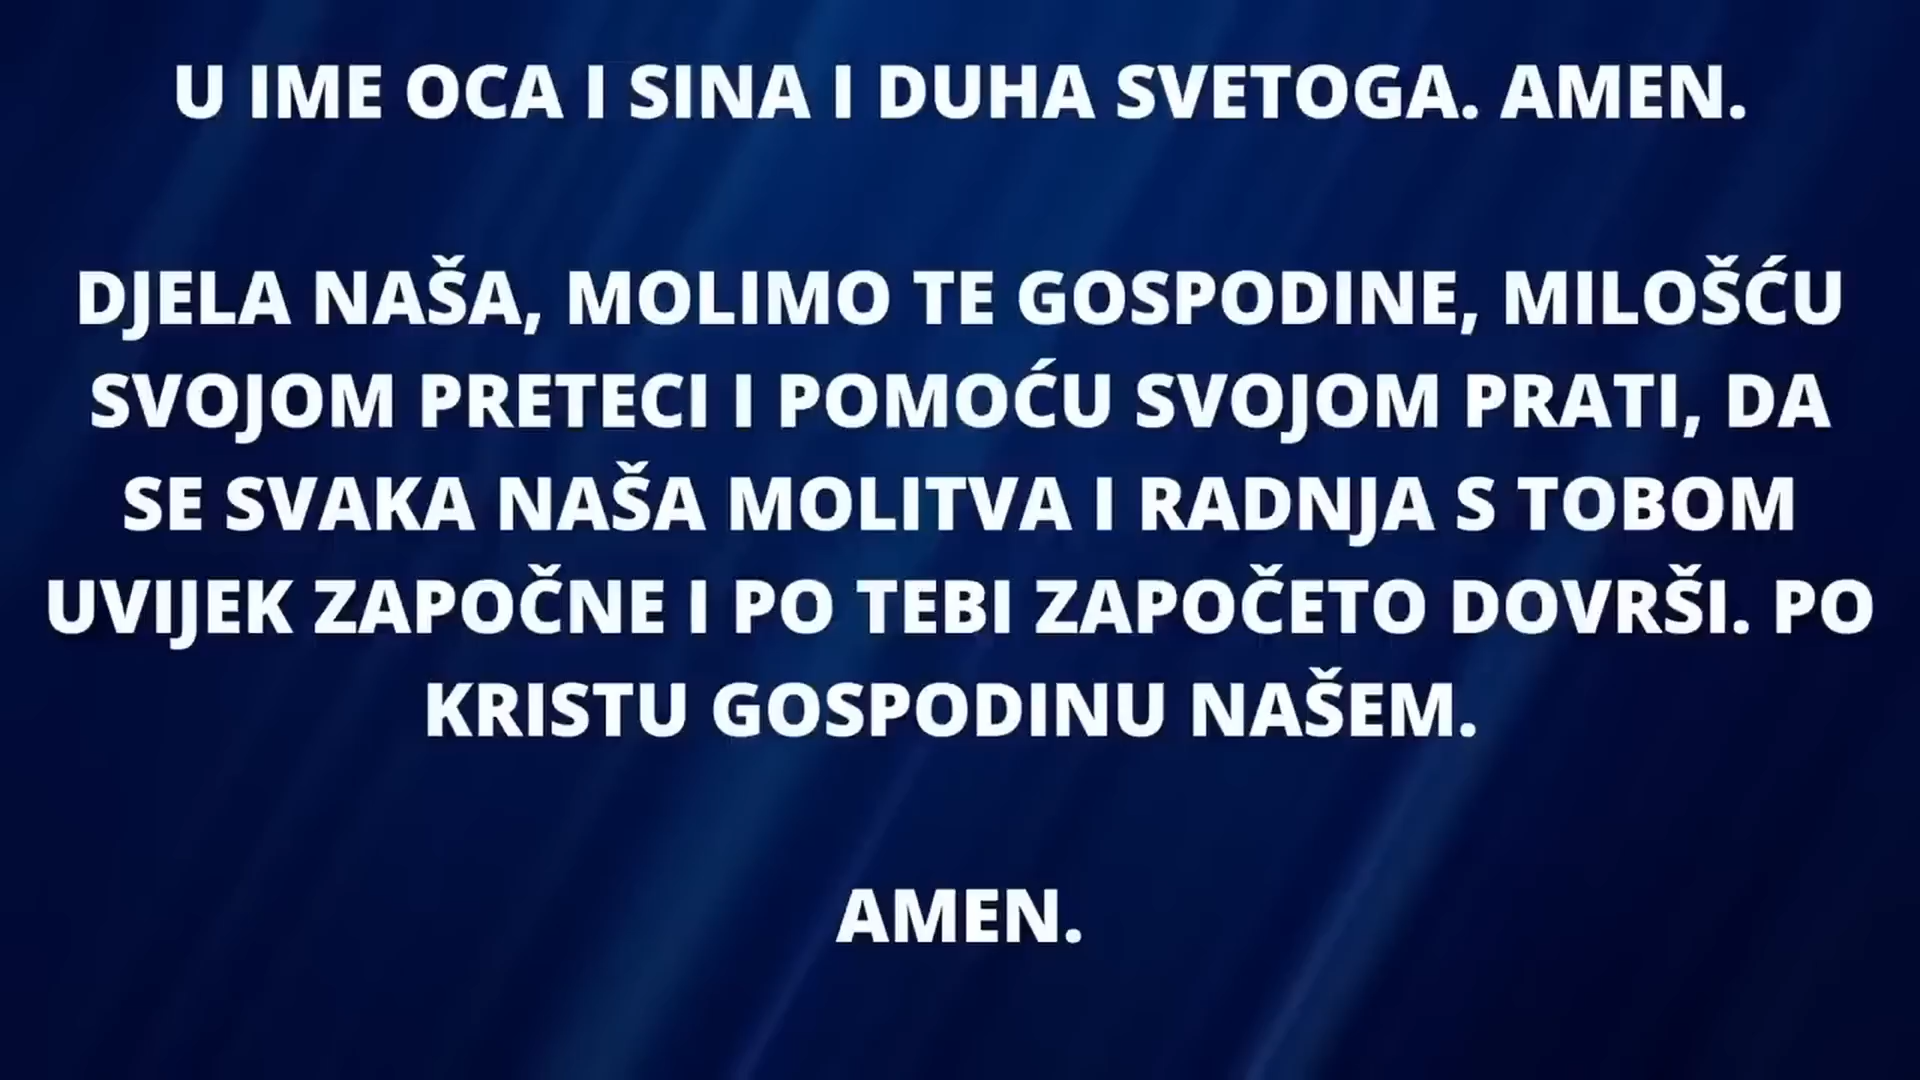 U IME OCA I SINA I DUHA SVETOGA. AMEN.
DJELA NAŠA, MOLIMO TE GOSPODINE, MILOŠĆU
SVOJOM PRETECI I POMOĆU SVOJOM PRATI, DA
SE SVAKA NAŠA MOLITVA I RADNJA S TOBOM
UVIJEK ZAPOČNE I PO TEBI ZAPOČETO DOVRŠI. PO
KRISTU GOSPODINU NAŠEM.
AMEN.